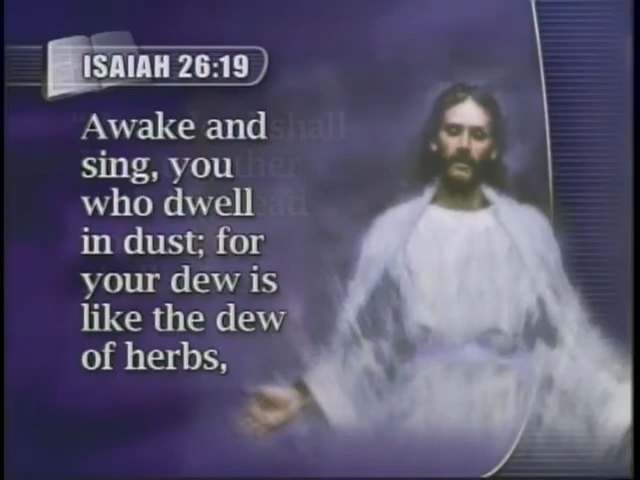 ISAIAH 26:19
Awake and
sing, you
who dwell
in dust; for
your dew is
like the dew
of herbs,